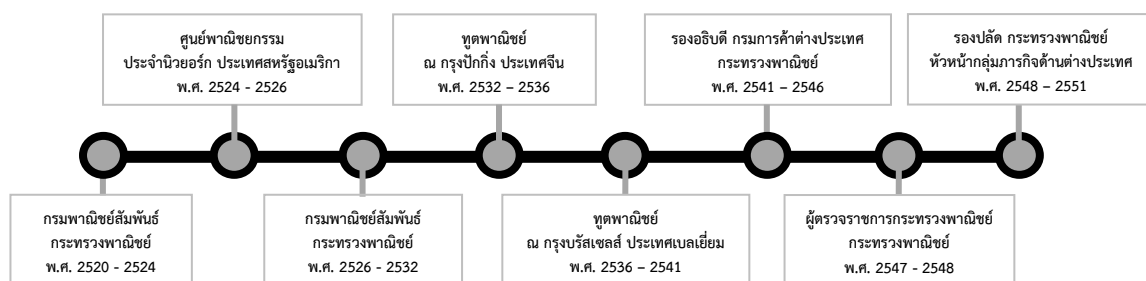 ศูนย์พาณิชยกรรม
ประจำนิวยอร์ก ประเทศสหรัฐอเมริกา
พ.ศ. 2524 - 2526
ทูตพาณิชย์
ณ กรุงปักกิ่ง ประเทศจีน
พ.ศ. 2532 – 2536
รองอธิบดี กรมการค้าต่างประเทศ
กระทรวงพาณิชย์
พ.ศ. 2541 – 2546
รองปลัด กระทรวงพาณิชย์
หัวหน้ากลุ่มภารกิจด้านต่างประเทศ
พ.ศ. 2548 – 2551
กรมพาณิชย์สัมพันธ์
กระทรวงพาณิชย์
พ.ศ. 2520 - 2524
กรมพาณิชย์สัมพันธ์
กระทรวงพาณิชย์
พ.ศ. 2526 - 2532
ทูตพาณิชย์
ณ กรุงบรัสเซลส์ ประเทศเบลเยี่ยม
พ.ศ. 2536 – 2541
ผู้ตรวจราชการกระทรวงพาณิชย์
กระทรวงพาณิชย์
พ.ศ. 2547 - 2548